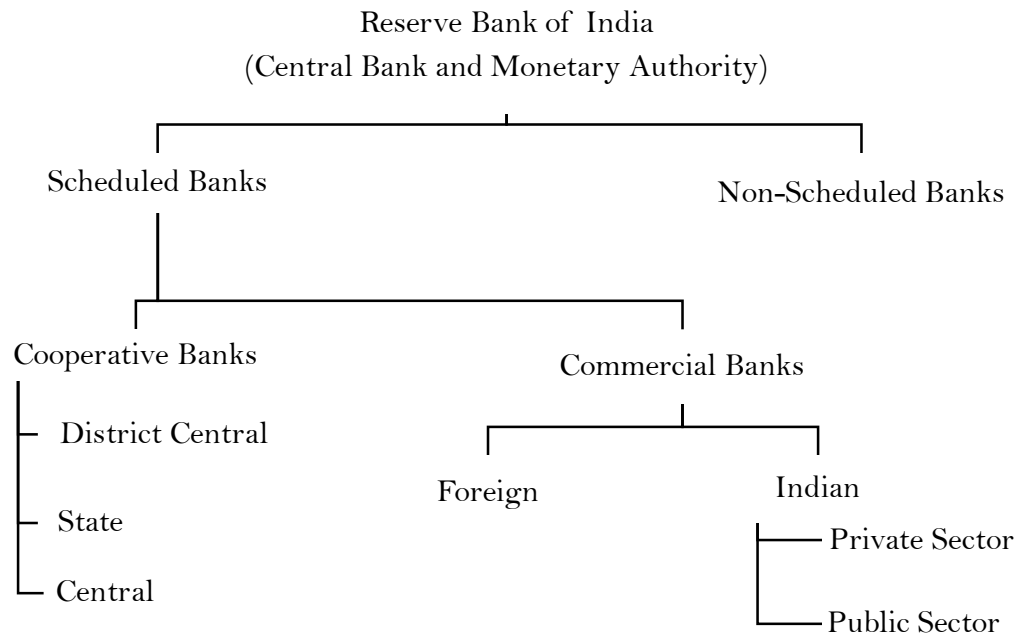 Reserve Bank of India
(Central Bank and Monetary Authority)
Scheduled Banks
Non-Scheduled Banks
Cooperative Banks
Commercial Banks
District Central
State
Central
Foreign
Indian
Private Sector
Public Sector